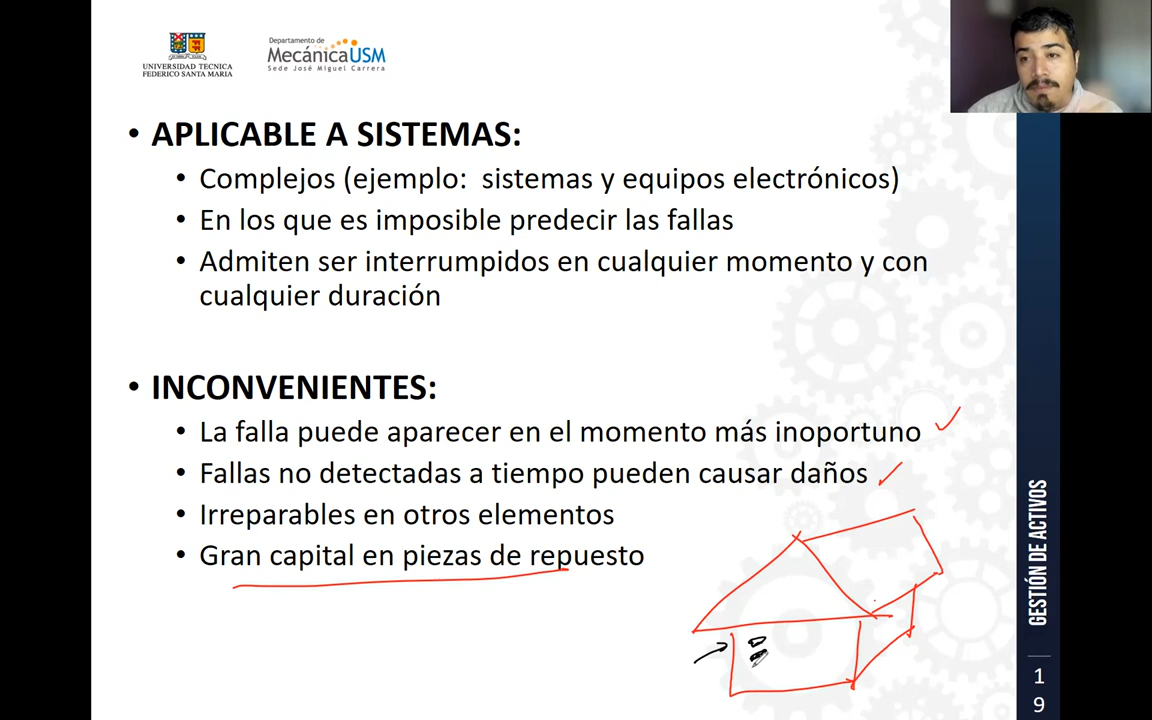 UNIVERSIDAD TECNICA
FEDERICO SANTA MARIA
Departamento de
MecánicaUSM
Sede José Miguel Carrera
• APLICABLE A SISTEMAS:
• Complejos (ejemplo: sistemas y equipos electrónicos)
• En los que es imposible predecir las fallas
• Admiten ser interrumpidos en cualquier momento y con
cualquier duración
• INCONVENIENTES:
• La falla puede aparecer en el momento más inoportuno
• Fallas no detectadas a tiempo pueden causar daños
• Irreparables en otros elementos
• Gran capital en piezas de repuesto
GESTIÓN DE ACTIVOS
1
9